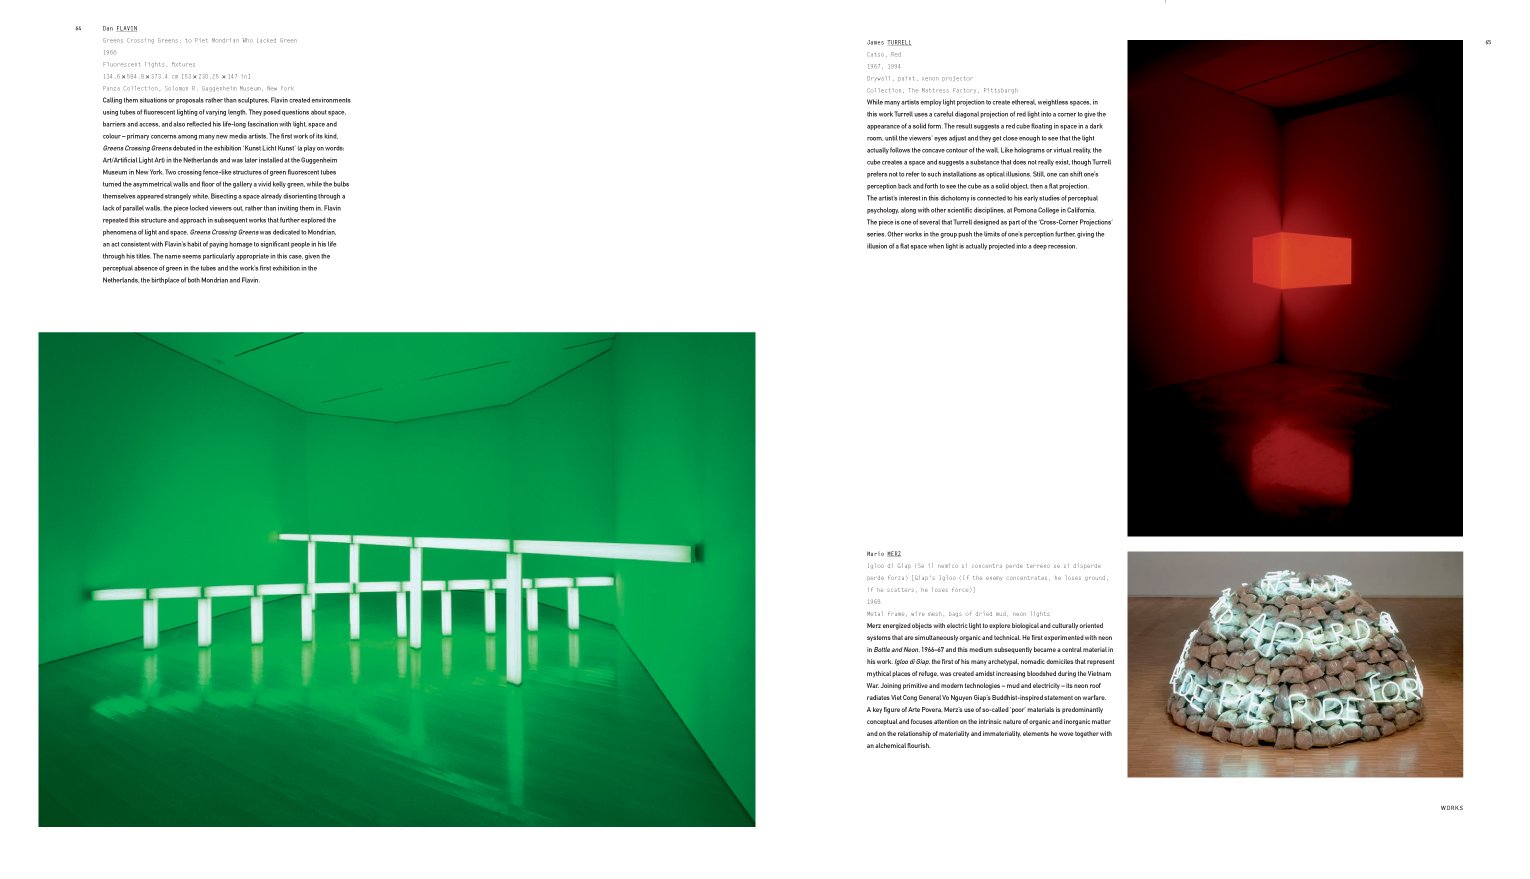 64
Dan FLAVIN
Greens Crossing Greens: to Piet Mondrian Who Lacked Green
1966
Fluorescent lights, fixtures
134.6 × 584.8 × 373.4 cm [53 × 230.25 × 147 in]
Panza Collection, Solomon R. Guggenheim Museum, New York
Calling them situations or proposals rather than sculptures, Flavin created environments
using tubes of fluorescent lighting of varying length. They posed questions about space,
barriers and access, and also reflected his life-long fascination with light, space and
colour – primary concerns among many new media artists. The first work of its kind,
Greens Crossing Greens debuted in the exhibition 'Kunst Licht Kunst' (a play on words:
Art/Artificial Light Art) in the Netherlands and was later installed at the Guggenheim
Museum in New York. Two crossing fence-like structures of green fluorescent tubes
turned the asymmetrical walls and floor of the gallery a vivid kelly green, while the bulbs
themselves appeared strangely white. Bisecting a space already disorienting through a
lack of parallel walls, the piece locked viewers out, rather than inviting them in. Flavin
repeated this structure and approach in subsequent works that further explored the
phenomena of light and space. Greens Crossing Greens was dedicated to Mondrian,
an act consistent with Flavin's habit of paying homage to significant people in his life
through his titles. The name seems particularly appropriate in this case, given the
perceptual absence of green in the tubes and the work's first exhibition in the
Netherlands, the birthplace of both Mondrian and Flavin.
James TURRELL
Catso, Red
1967, 1994
Drywall, paint, xenon projector
Collection, The Mattress Factory, Pittsburgh
While many artists employ light projection to create ethereal, weightless spaces, in
this work Turrell uses a careful diagonal projection of red light into a corner to give the
appearance of a solid form. The result suggests a red cube floating in space in a dark
room, until the viewers' eyes adjust and they get close enough to see that the light
actually follows the concave contour of the wall. Like holograms or virtual reality, the
cube creates a space and suggests a substance that does not really exist, though Turrell
prefers not to refer to such installations as optical illusions. Still, one can shift one's
perception back and forth to see the cube as a solid object, then a flat projection.
The artist's interest in this dichotomy is connected to his early studies of perceptual
psychology, along with other scientific disciplines, at Pomona College in California.
The piece is one of several that Turrell designed as part of the 'Cross-Corner Projections'
series. Other works in the group push the limits of one's perception further, giving the
illusion of a flat space when light is actually projected into a deep recession.
65
Mario MERZ
Igloo di Giap (Se il nemico si concentra perde terreno se si disperde
perde forza) [Giap's Igloo (If the enemy concentrates, he loses ground,
if he scatters, he loses force)]
1968
Metal frame, wire mesh, bags of dried mud, neon lights
Merz energized objects with electric light to explore biological and culturally oriented
systems that are simultaneously organic and technical. He first experimented with neon
in Bottle and Neon, 1966–67 and this medium subsequently became a central material in
his work. Igloo di Giap, the first of his many archetypal, nomadic domiciles that represent
mythical places of refuge, was created amidst increasing bloodshed during the Vietnam
War. Joining primitive and modern technologies – mud and electricity – its neon roof
radiates Viet Cong General Vo Nguyen Giap's Buddhist-inspired statement on warfare.
A key figure of Arte Povera, Merz's use of so-called 'poor' materials is predominantly
conceptual and focuses attention on the intrinsic nature of organic and inorganic matter
and on the relationship of materiality and immateriality, elements he wove together with
an alchemical flourish.
WORKS